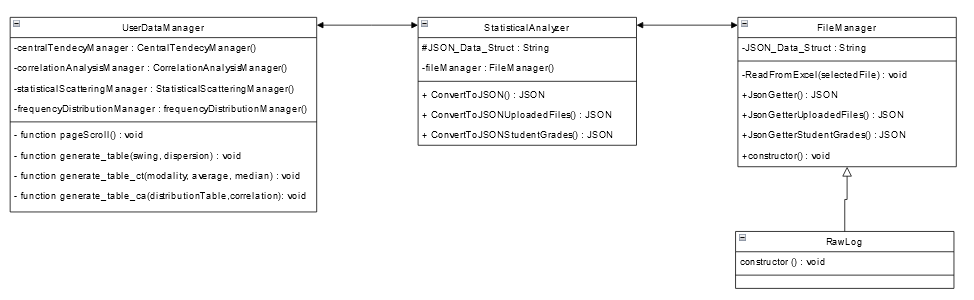 UserDataManager
-centralTendecyManager : CentralTendecyManager()
-correlationAnalysisManager : CorrelationAnalysisManager()
-statisticalScatteringManager : StatisticalScatteringManager()
-frequencyDistributionManager : frequencyDistributionManager()
- function pageScroll() : void
- function generate_table(swing, dispersion) : void
- function generate_table_ct(modality, average, median) : void
- function generate_table_ca(distributionTable,correlation): void
StatisticalAnalyzer
#JSON_Data_Struct : String
-fileManager : FileManager()
+ ConvertToJSON() : JSON
+ ConvertToJSONUploadedFiles() : JSON
+ ConvertToJSONStudentGrades() : JSON
FileManager
-JSON_Data_Struct : String
-ReadFromExcel(selectedFile) : void
+JsonGetter() : JSON
+JsonGetterUploadedFiles() : JSON
+JsonGetterStudentGrades() : JSON
+constructor() : void
RawLog
constructor () : void